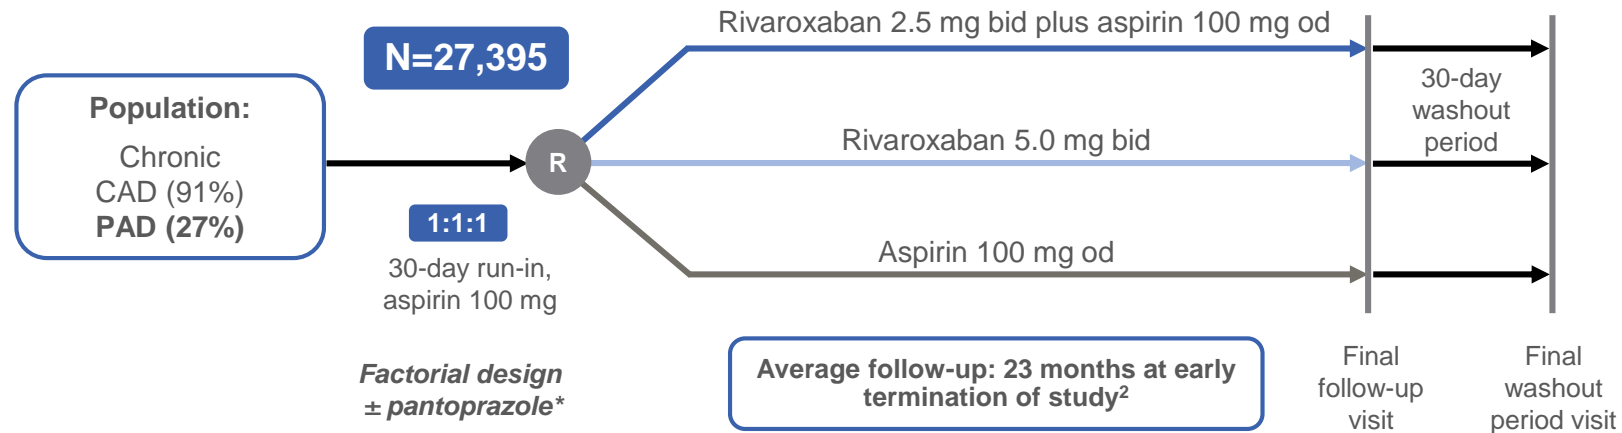 Population:
Chronic
CAD (91%)
PAD (27%)
N=27,395
R
1:1:1
30-day run-in,
aspirin 100 mg
Factorial design
± pantoprazole*
Rivaroxaban 2.5 mg bid plus aspirin 100 mg od
Rivaroxaban 5.0 mg bid
Aspirin 100 mg od
30-day
washout
period
Average follow-up: 23 months at early
termination of study²
Final
follow-up
visit
Final
washout
period visit